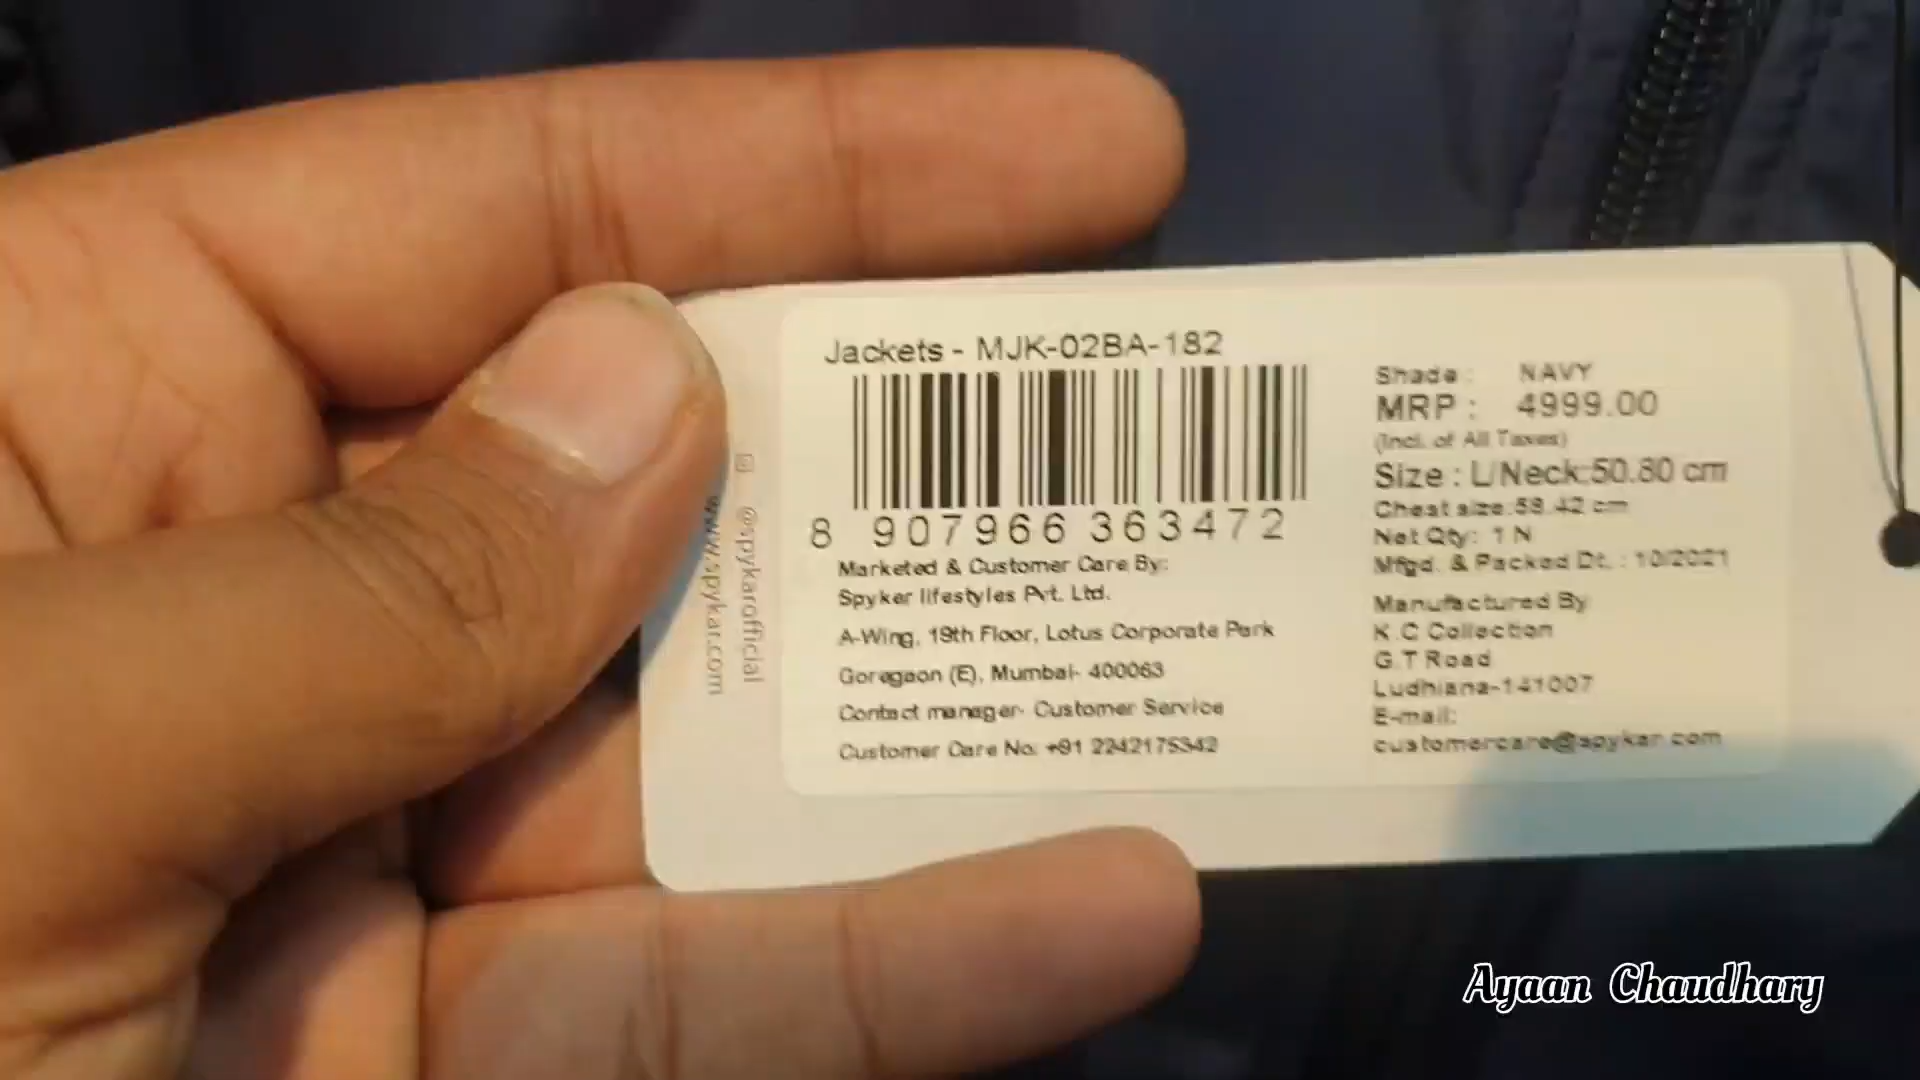 Jackets - MJK-02BA-182
8 907966 363472
Marketed & Customer Care By:
Spyker lifestyles Pvt. Ltd.
A-Wing, 19th Floor, Lotus Corporate Park
Goregaon (E), Mumbai- 400063
Contact manager- Customer Service
Customer Care No: +91 2242175342
Shade : NAVY
MRP : 4999.00
(Incl. of All Taxes)
Size : L/Neck:50.80 cm
Chest size:58.42 cm
Net Qty: 1 N
Mfgd. & Packed Dt. : 10/2021
Manufactured By
K.C Collection
G.T Road
Ludhiana-141007
E-mail:
customercare@spykar.com
@spykarofficial
www.spykar.com
Ayaan Chaudhary